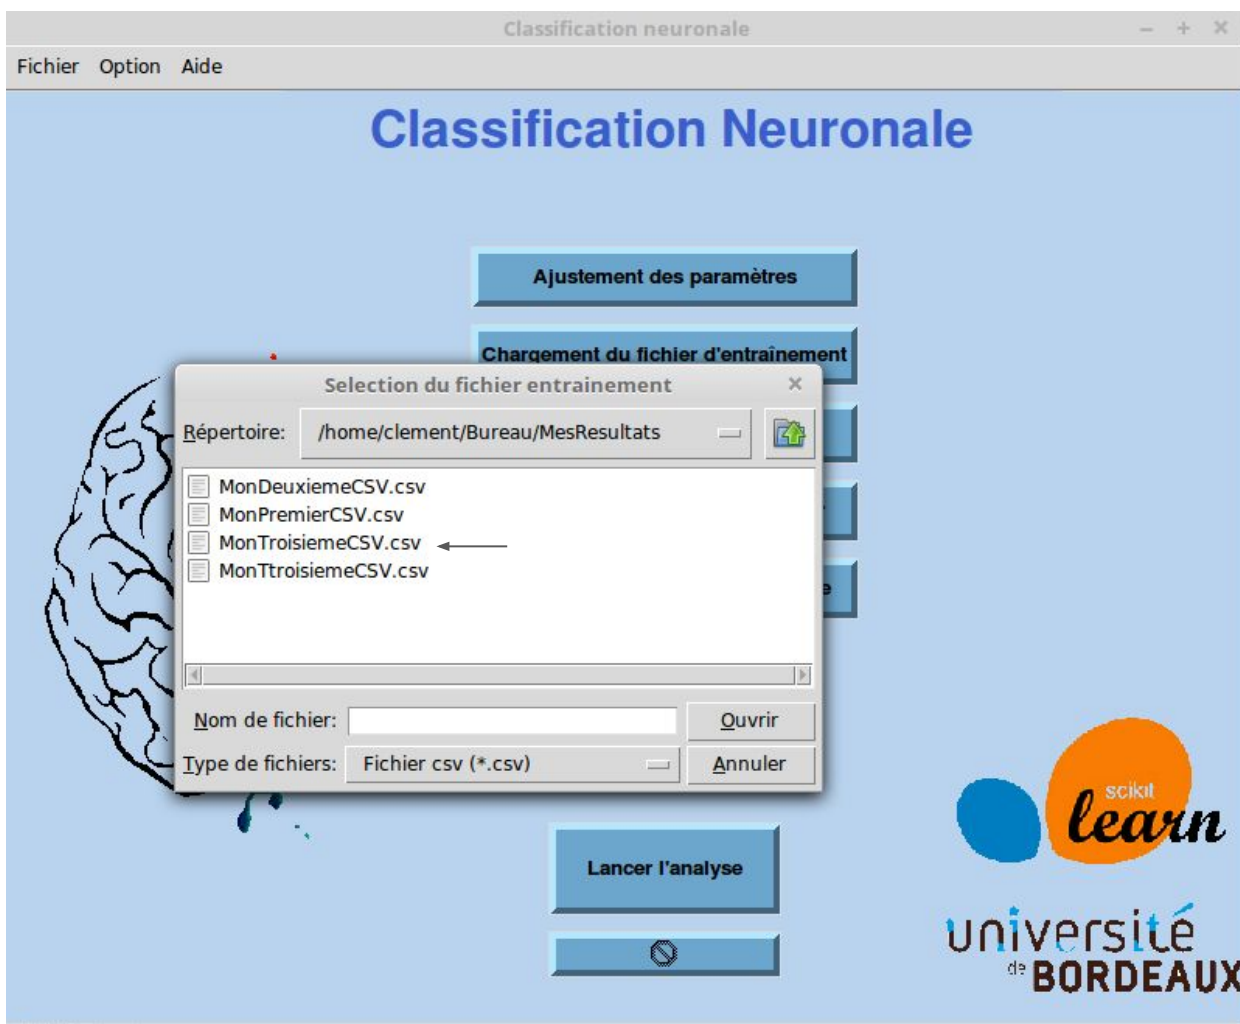 Classification neuronale
Fichier Option Aide
Classification Neuronale
Ajustement des paramètres
Chargement du fichier d'entraînement
Selection du fichier entrainement
Répertoire: /home/clement/Bureau/MesResultats
MonDeuxiemeCSV.csv
MonPremierCSV.csv
MonTroisiemeCSV.csv
MonTtroisiemeCSV.csv
Nom de fichier: Ouvrir
Type de fichiers: Fichier csv (*.csv) Annuler
Lancer l'analyse
scikit
learn
université
de BORDEAUX